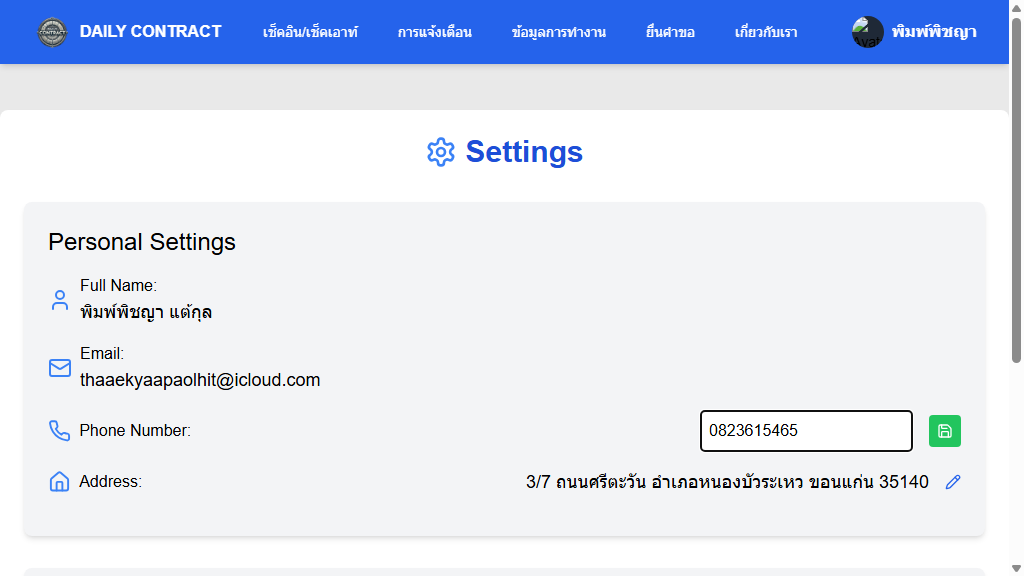 DAILY CONTRACT
เช็คอิน/เช็คเอาท์
การแจ้งเตือน
ข้อมูลการทำงาน
ยื่นคำขอ
เกี่ยวกับเรา
พิมพ์พิชญา
Settings
Personal Settings
Full Name:
พิมพ์พิชญา แต้กุล
Email:
thaaekyaapaolhit@icloud.com
Phone Number:
0823615465
Address:
3/7 ถนนศรีตะวัน อำเภอหนองบัวระเหว ขอนแก่น 35140